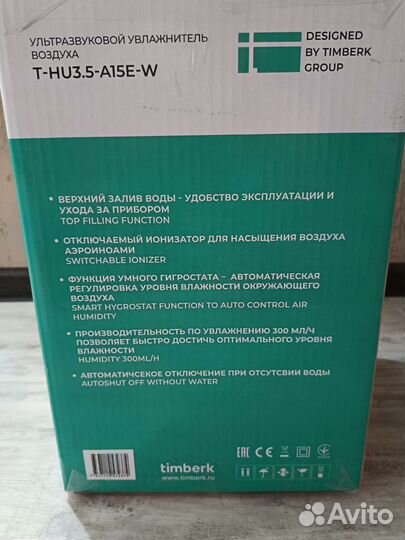 УЛЬТРАЗВУКОВОЙ УВЛАЖНИТЕЛЬ
ВОЗДУХА
T-HU3.5-A15E-W
DESIGNED
BY TIMBERK
GROUP
• ВЕРХНИЙ ЗАЛИВ ВОДЫ - УДОБСТВО ЭКСПЛУАТАЦИИ И
УХОДА ЗА ПРИБОРОМ
TOP FILLING FUNCTION
• ОТКЛЮЧАЕМЫЙ ИОНИЗАТОР ДЛЯ НАСЫЩЕНИЯ ВОЗДУХА
АЭРОИОНАМИ
SWITCHABLE IONIZER
• ФУНКЦИЯ УМНОГО ГИГРОСТАТА – АВТОМАТИЧЕСКАЯ
РЕГУЛИРОВКА УРОВНЯ ВЛАЖНОСТИ ОКРУЖАЮЩЕГО
ВОЗДУХА
SMART HYGROSTAT FUNCTION TO AUTO CONTROL AIR
HUMIDITY
• ПРОИЗВОДИТЕЛЬНОСТЬ ПО УВЛАЖНЕНИЮ 300 МЛ/Ч
ПОЗВОЛЯЕТ БЫСТРО ДОСТИЧЬ ОПТИМАЛЬНОГО УРОВНЯ
ВЛАЖНОСТИ
HUMIDITY 300ML/H
• АВТОМАТИЧСЕКОЕ ОТКЛЮЧЕНИЕ ПРИ ОТСУТСВИИ ВОДЫ
AUTOSHUT OFF WITHOUT WATER
timberk
www.timberk.ru
EAC CE
Avito